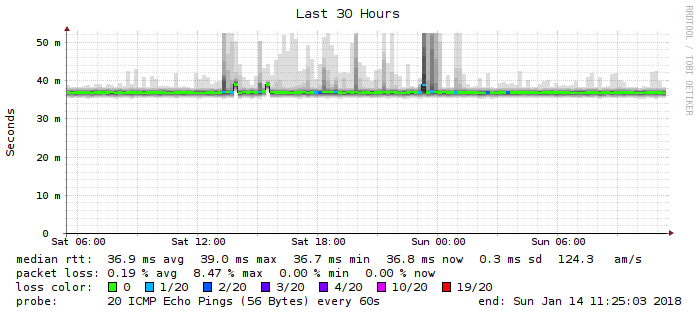 Last 30 Hours
RRDTOOL / TOBI OETIKER
Seconds
50 m
40 m
30 m
20 m
10 m
0
Sat 06:00 Sat 12:00 Sat 18:00 Sun 00:00 Sun 06:00
median rtt: 36.9 ms avg 39.0 ms max 36.7 ms min 36.8 ms now 0.3 ms sd 124.3 am/s
packet loss: 0.19 % avg 8.47 % max 0.00 % min 0.00 % now
loss color: 0 1/20 2/20 3/20 4/20 10/20 19/20
probe: 20 ICMP Echo Pings (56 Bytes) every 60s end: Sun Jan 14 11:25:03 2018